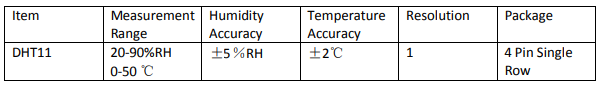 Item Measurement Range Humidity Accuracy Temperature Accuracy Resolution Package
DHT11 20-90%RH 0-50 ℃ ±5％RH ±2℃ 1 4 Pin Single Row